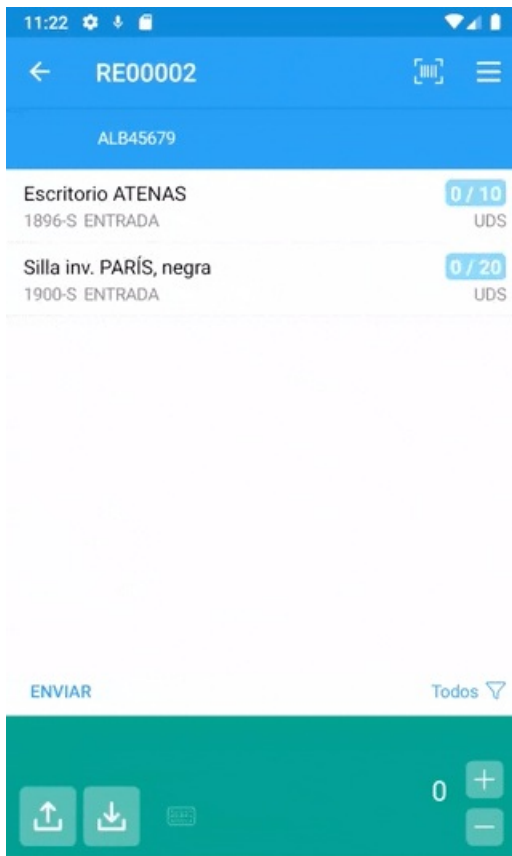 11:22
RE00002
ALB45679
Escritorio ATENAS
0 / 10
1896-S ENTRADA
UDS
Silla inv. PARÍS, negra
0 / 20
1900-S ENTRADA
UDS
ENVIAR
Todos
0